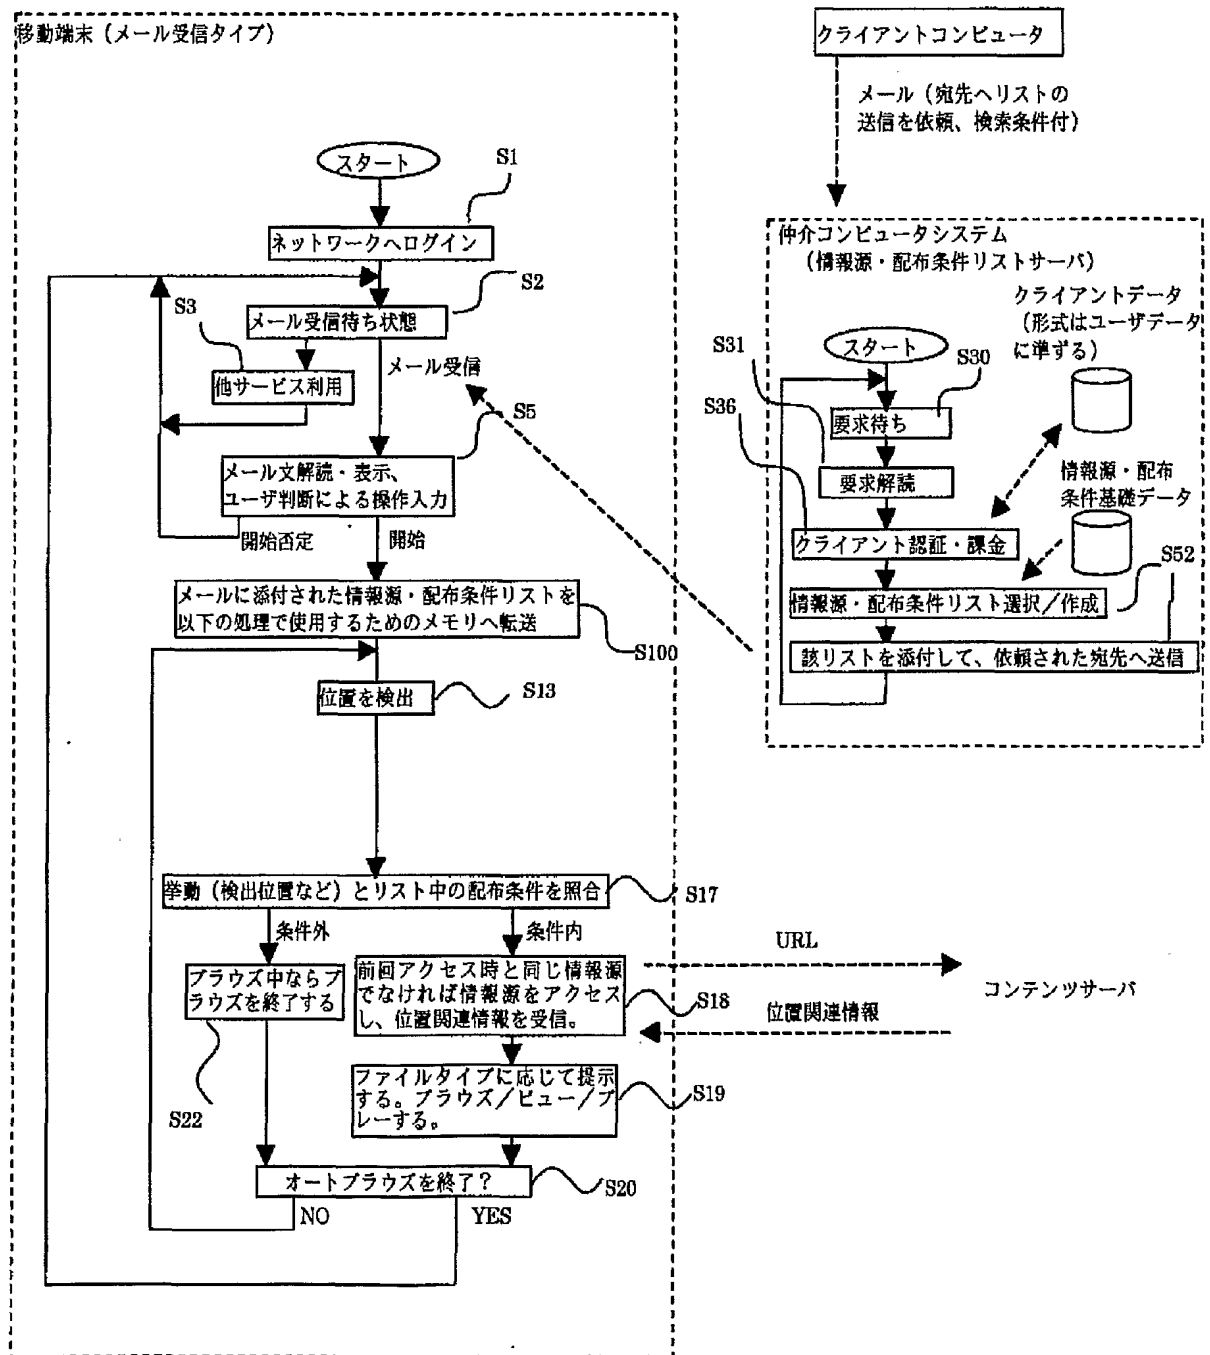 移動端末（メール受信タイプ）
スタート
S1
ネットワークへログイン
S2
メール受信待ち状態
S3
他サービス利用
メール受信
S5
メール文解読・表示、
ユーザ判断による操作入力
開始否定
開始
メールに添付された情報源・配布条件リストを
以下の処理で使用するためのメモリへ転送
S100
位置を検出
S13
挙動（検出位置など）とリスト中の配布条件を照合
S17
条件外
条件内
ブラウズ中ならブ
ラウズを終了する
S22
前回アクセス時と同じ情報源
でなければ情報源をアクセス
し、位置関連情報を受信。
S18
ファイルタイプに応じて提示
する。ブラウズ／ビュー／プ
レーする。
S19
オートブラウズを終了？
S20
NO
YES
クライアントコンピュータ
メール（宛先へリストの
送信を依頼、検索条件付）
仲介コンピュータシステム
（情報源・配布条件リストサーバ）
クライアントデータ
（形式はユーザデータ
に準ずる）
スタート
S30
S31
S36
要求待ち
要求解読
情報源・配布
条件基礎データ
クライアント認証・課金
S52
情報源・配布条件リスト選択／作成
該リストを添付して、依頼された宛先へ送信
URL
コンテンツサーバ
位置関連情報